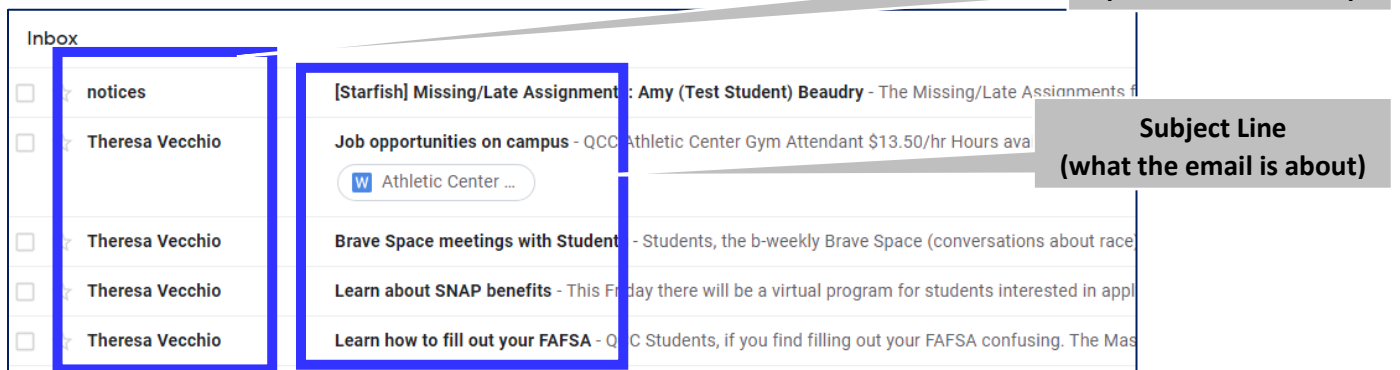 Inbox
notices [Starfish] Missing/Late Assignment : Amy (Test Student) Beaudry - The Missing/Late Assignments f
Theresa Vecchio Job opportunities on campus - QCC Athletic Center Gym Attendant $13.50/hr Hours ava
W Athletic Center ...
Subject Line
(what the email is about)
Theresa Vecchio Brave Space meetings with Student - Students, the b-weekly Brave Space (conversations about race)
Theresa Vecchio Learn about SNAP benefits - This Friday there will be a virtual program for students interested in appl
Theresa Vecchio Learn how to fill out your FAFSA - QCC Students, if you find filling out your FAFSA confusing. The Mas